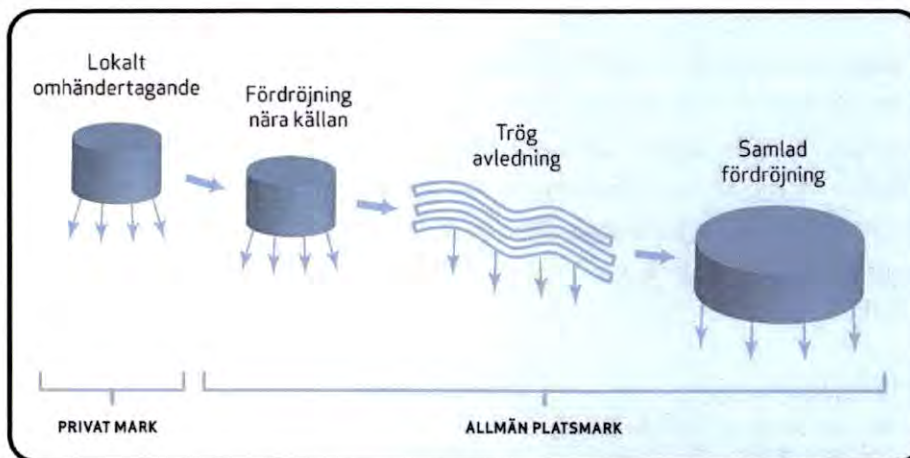 Lokalt
omhändertagande
Fördröjning
nära källan
Trög
avledning
Samlad
fördröjning
PRIVAT MARK
ALLMÄN PLATSMARK